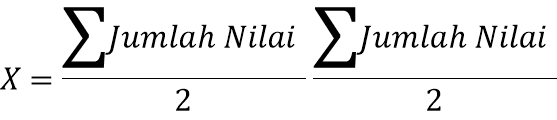 X = ∑Jumlah Nilai / 2 ∑Jumlah Nilai / 2